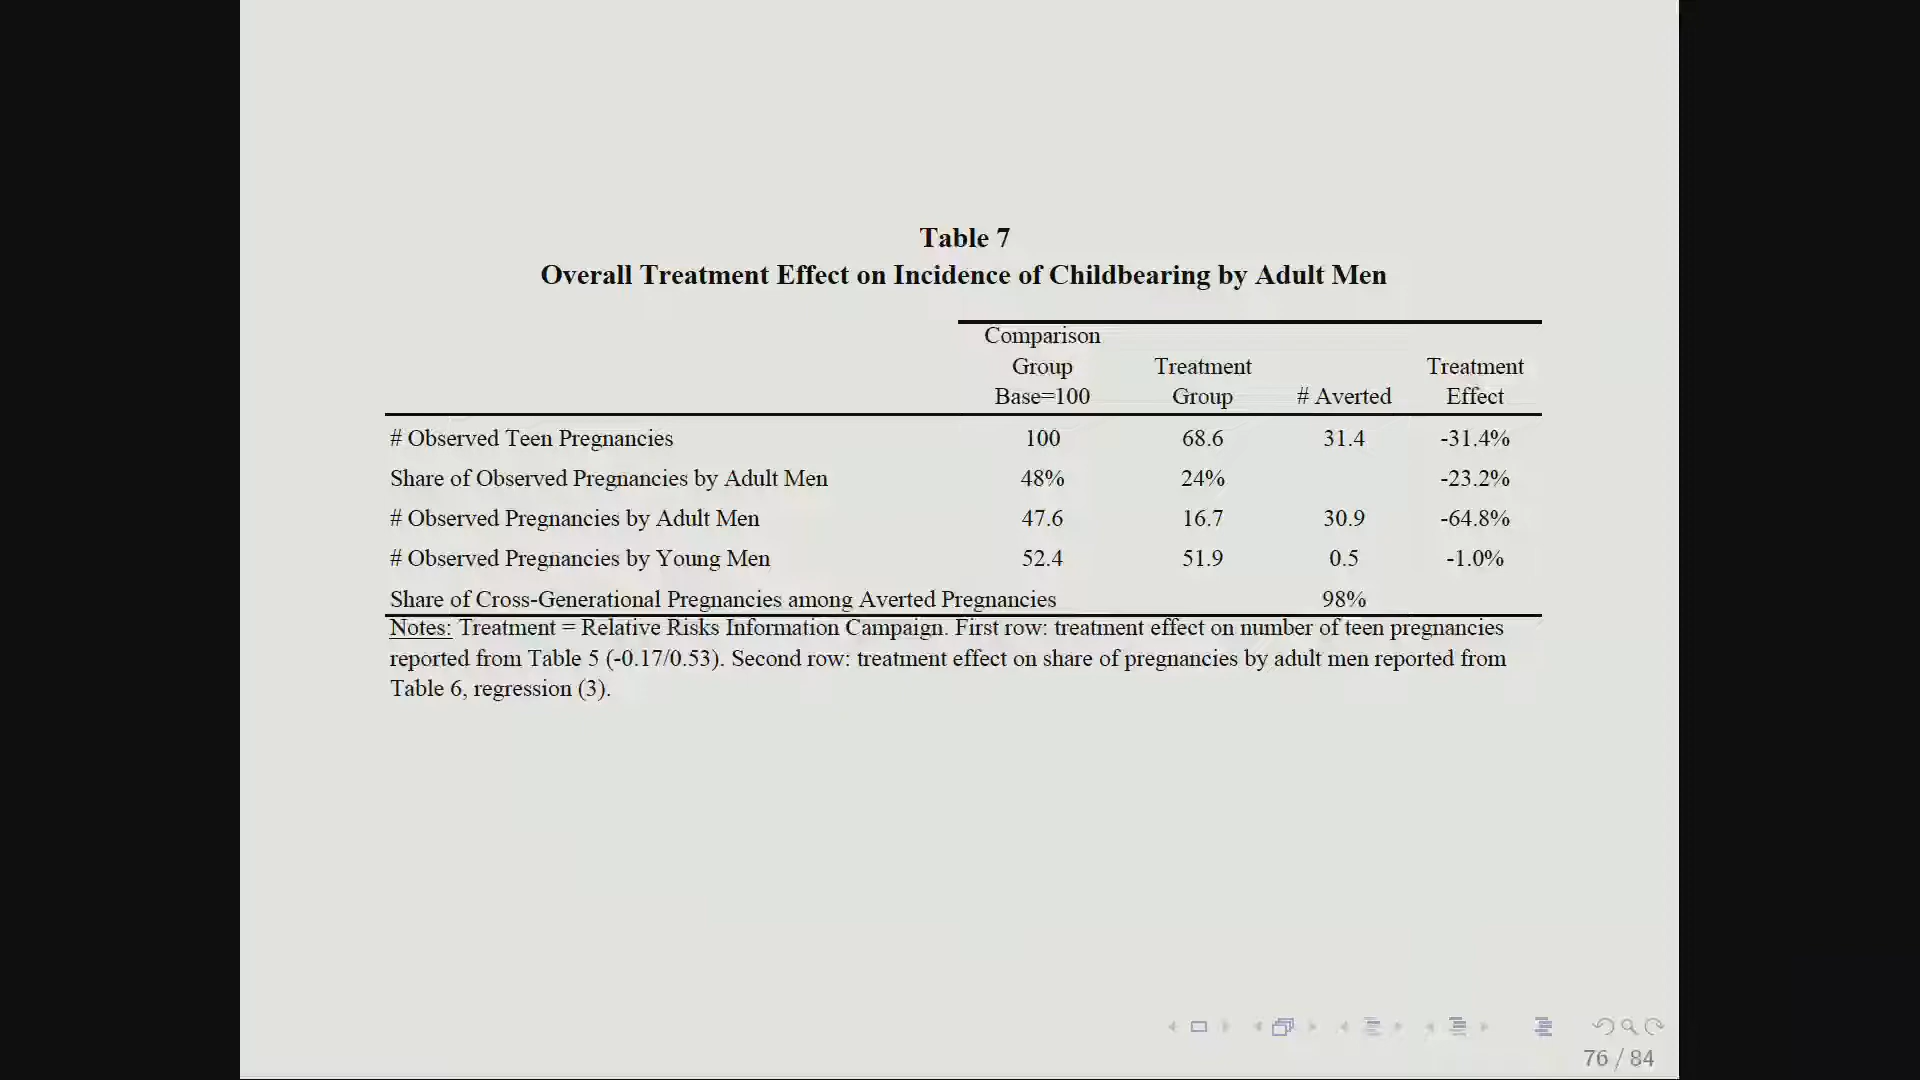 Table 7
Overall Treatment Effect on Incidence of Childbearing by Adult Men
Comparison Group Base=100 Treatment Group # Averted Treatment Effect
# Observed Teen Pregnancies 100 68.6 31.4 -31.4%
Share of Observed Pregnancies by Adult Men 48% 24% -23.2%
# Observed Pregnancies by Adult Men 47.6 16.7 30.9 -64.8%
# Observed Pregnancies by Young Men 52.4 51.9 0.5 -1.0%
Share of Cross-Generational Pregnancies among Averted Pregnancies 98%
Notes: Treatment = Relative Risks Information Campaign. First row: treatment effect on number of teen pregnancies
reported from Table 5 (-0.17/0.53). Second row: treatment effect on share of pregnancies by adult men reported from
Table 6, regression (3).
76 / 84